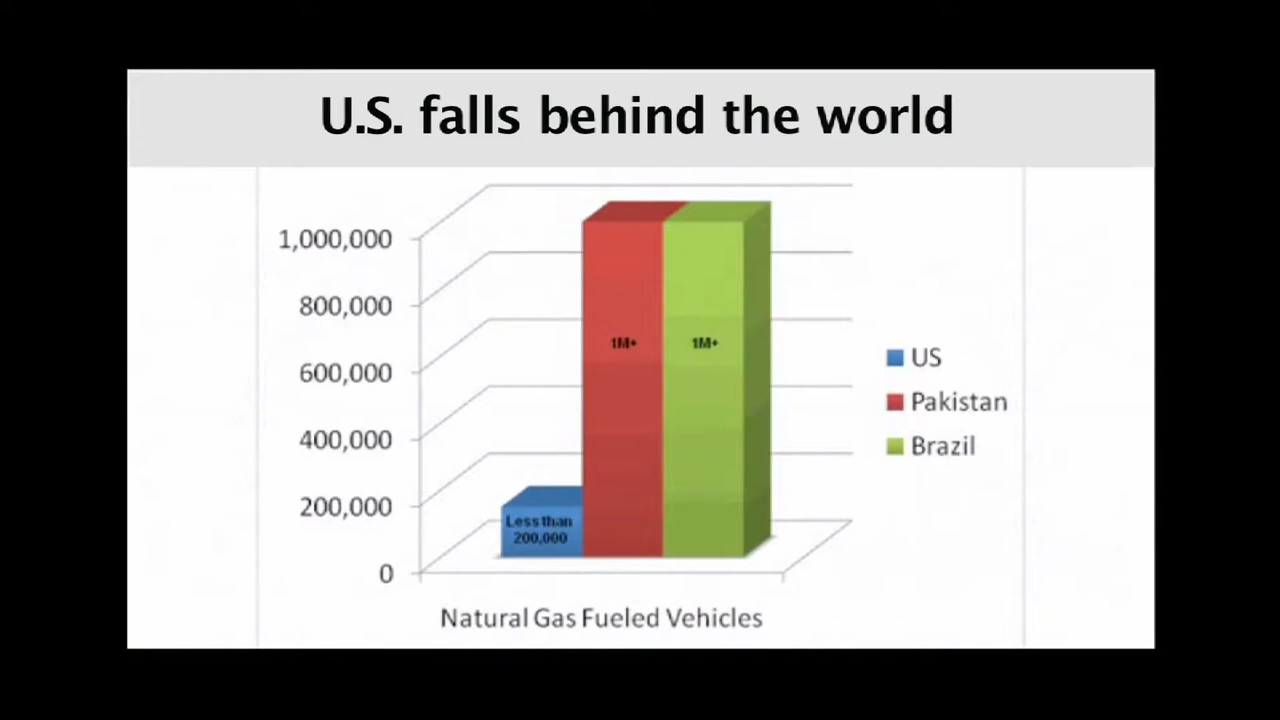 U.S. falls behind the world
1,000,000
800,000
600,000
400,000
200,000
0
1M+
1M+
Less than
200,000
US
Pakistan
Brazil
Natural Gas Fueled Vehicles